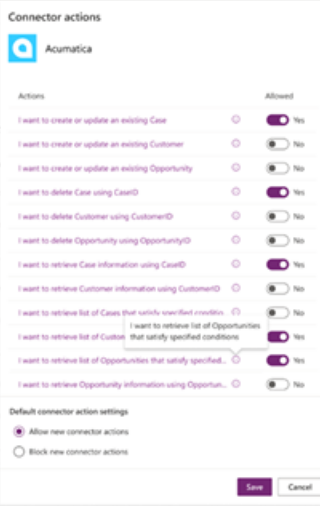 Connector actions
Acumatica
Actions Allowed
I want to create or update an existing Case Yes
I want to create or update an existing Customer No
I want to create or update an existing Opportunity No
I want to delete Case using CaseID Yes
I want to delete Customer using CustomerID No
I want to delete Opportunity using OpportunityID No
I want to retrieve Case information using CaseID Yes
I want to retrieve Customer information using CustomerID No
I want to retrieve list of Cases that satisfy specified conditio... No
I want to retrieve list of Opportunities
that satisfy specified conditions
I want to retrieve list of Custon Yes
I want to retrieve list of Opportunities that satisfy specified... Yes
I want to retrieve Opportunity information using Opportun... No
Default connector action settings
Allow new connector actions
Block new connector actions
Save Cancel